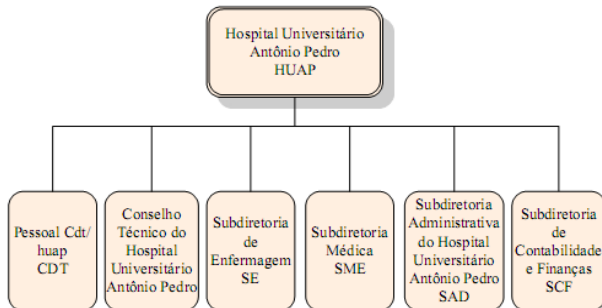 Hospital Universitário
Antônio Pedro
HUAP
Pessoal Cdt/
huap
CDT
Conselho
Técnico do
Hospital
Universitário
Antônio Pedro
Subdiretoria
de
Enfermagem
SE
Subdiretoria
Médica
SME
Subdiretoria
Administrativa
do Hospital
Universitário
Antônio Pedro
SAD
Subdiretoria
de
Contabilidade
e Finanças
SCF